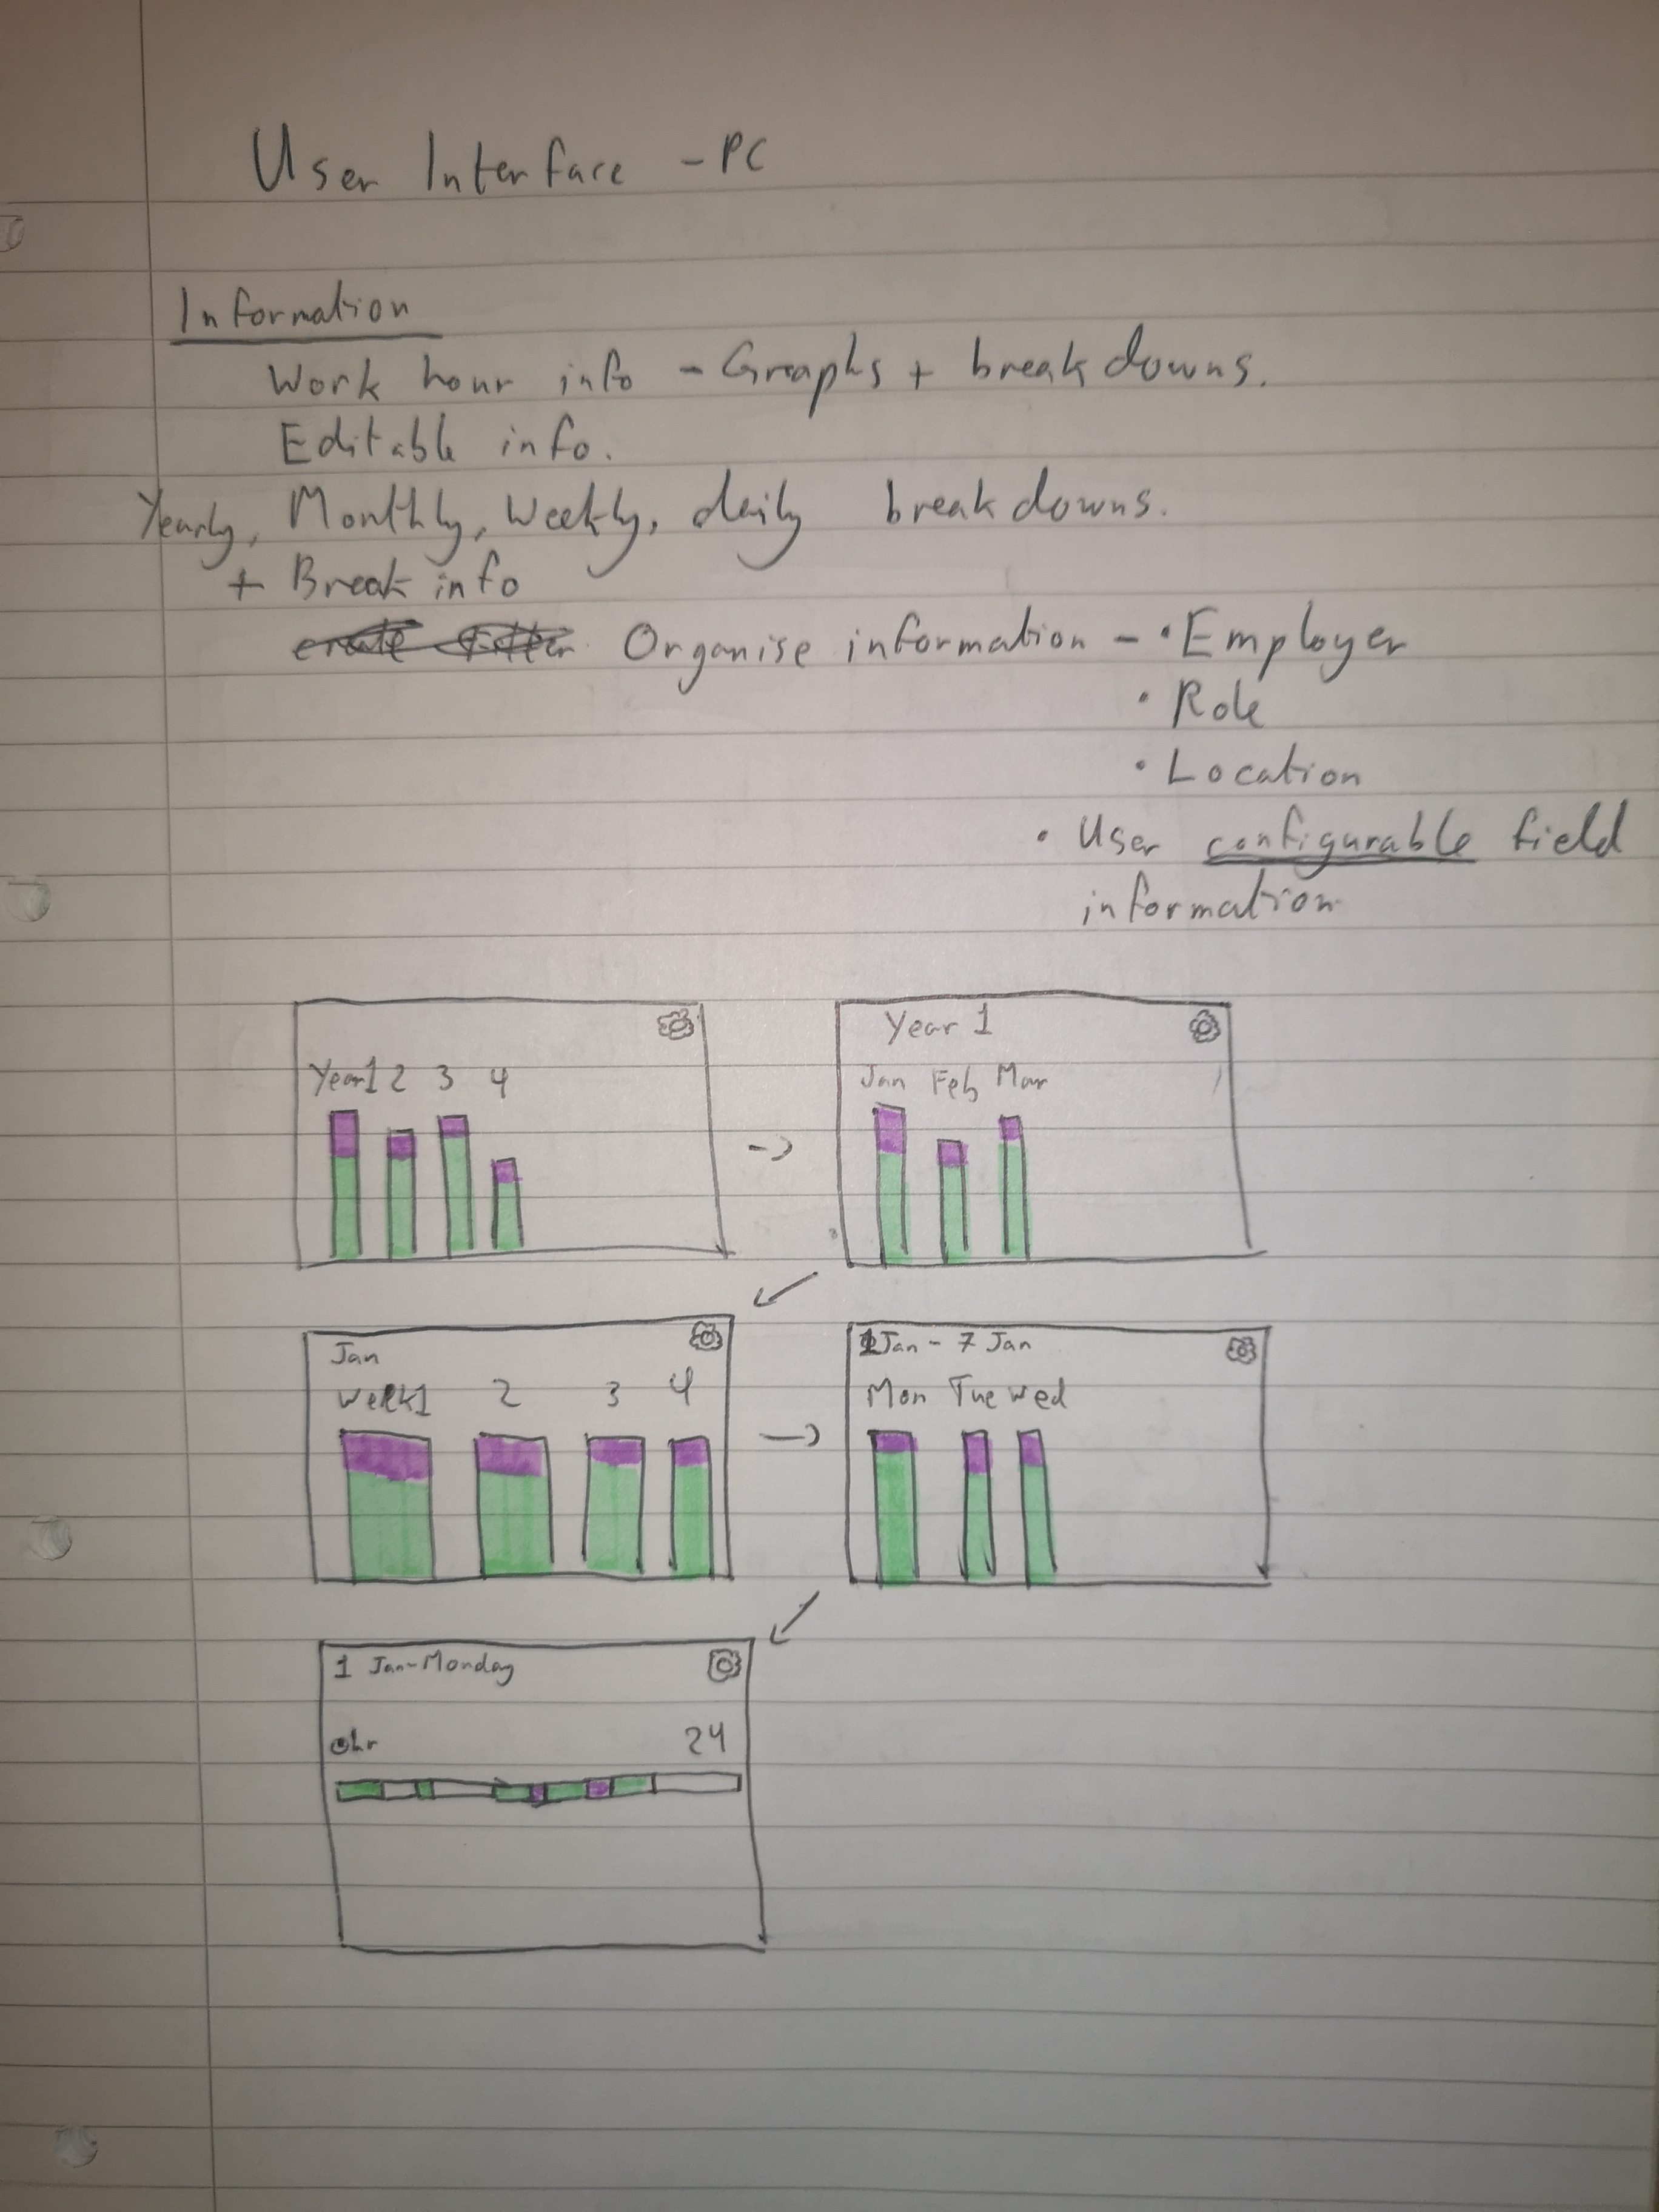 User Interface - PC
Information
Work hour info - Graphs + breakdowns.
Editable info.
Yearly, Monthly, Weekly, daily breakdowns.
+ Break info
Organise information - • Employer
• Role
• Location
• User configurable field
information
Year 1 2 3 4
Year 1
Jan Feb Mar
Jan
Week 1 2 3 4
1 Jan - 7 Jan
Mon Tue Wed
1 Jan - Monday
0hr 24